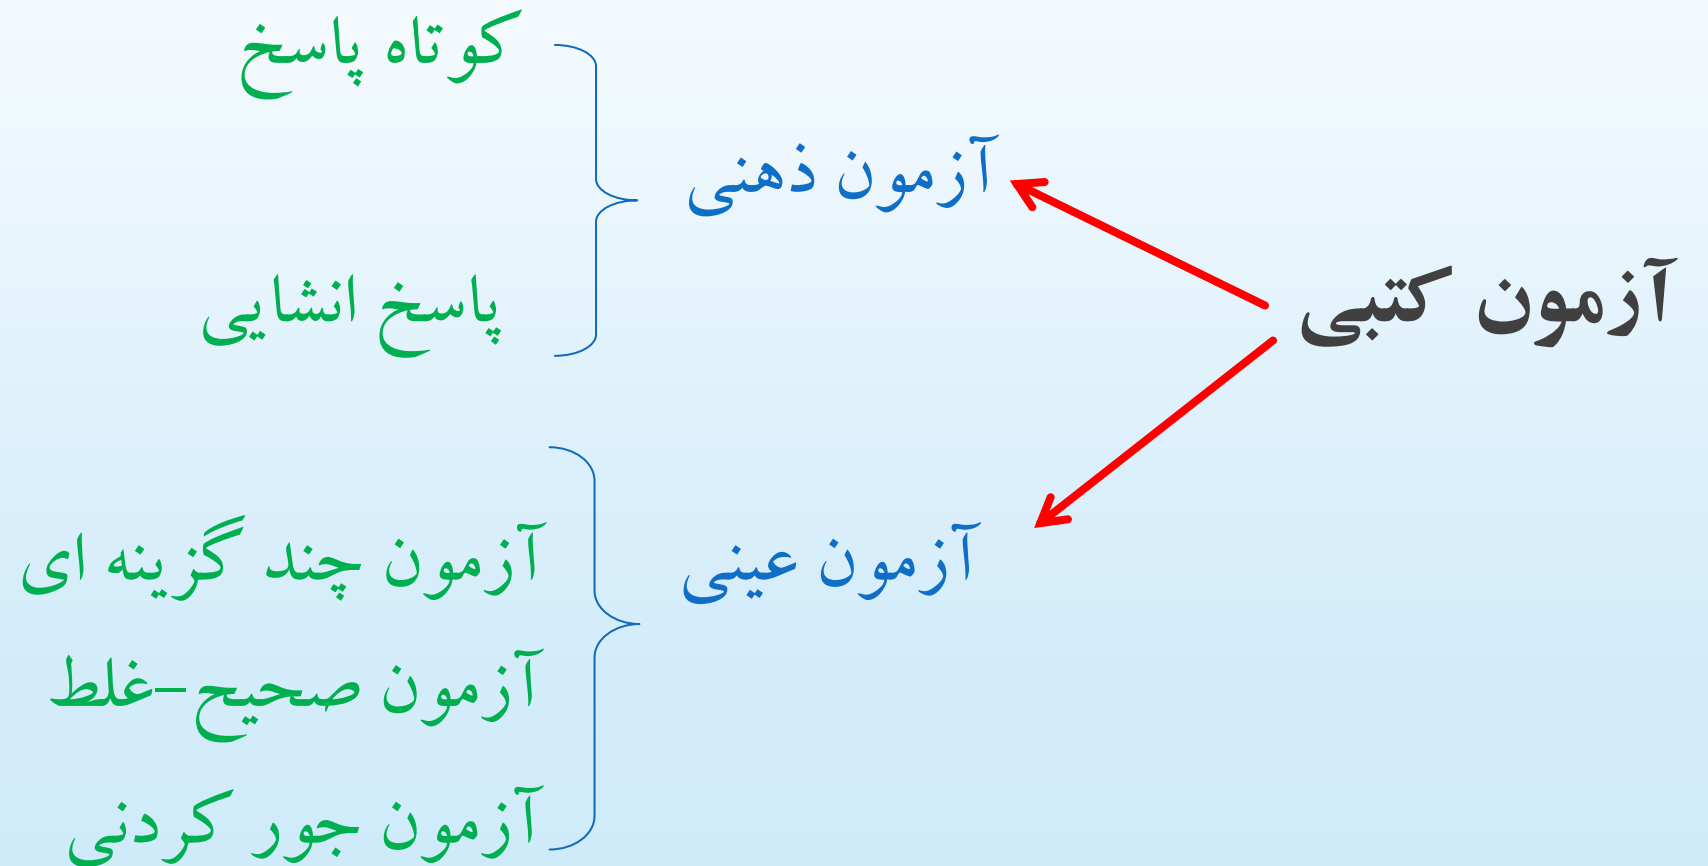 آزمون کتبی
آزمون ذهنی
کوتاه پاسخ
پاسخ انشایی
آزمون عینی
آزمون چند گزینه ای
آزمون صحیح-غلط
آزمون جور کردنی